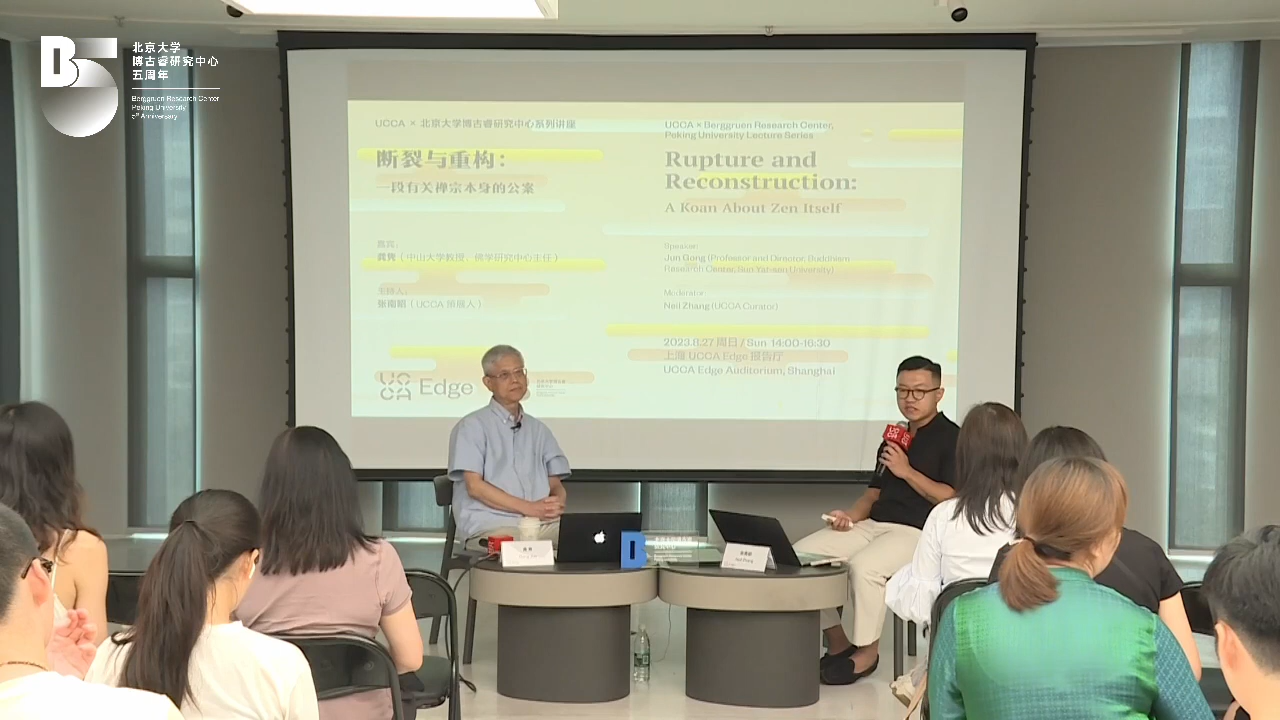 北京大学
博古睿研究中心
五周年
Berggruen Research Center
Peking University
5th Anniversary
UCCA × 北京大学博古睿研究中心系列讲座
断裂与重构：
一段有关禅宗本身的公案
嘉宾：
龚隽（中山大学教授、佛学研究中心主任）
主持人：
张南昭（UCCA 策展人）
UCCA Edge
UCCA × Berggruen Research Center,
Peking University Lecture Series
Rupture and
Reconstruction:
A Koan About Zen Itself
Speaker:
Jun Gong (Professor and Director, Buddhism
Research Center, Sun Yat-sen University)
Moderator:
Neil Zhang (UCCA Curator)
2023.8.27 周日 / Sun 14:00-16:30
上海 UCCA Edge 报告厅
UCCA Edge Auditorium, Shanghai
UCCA